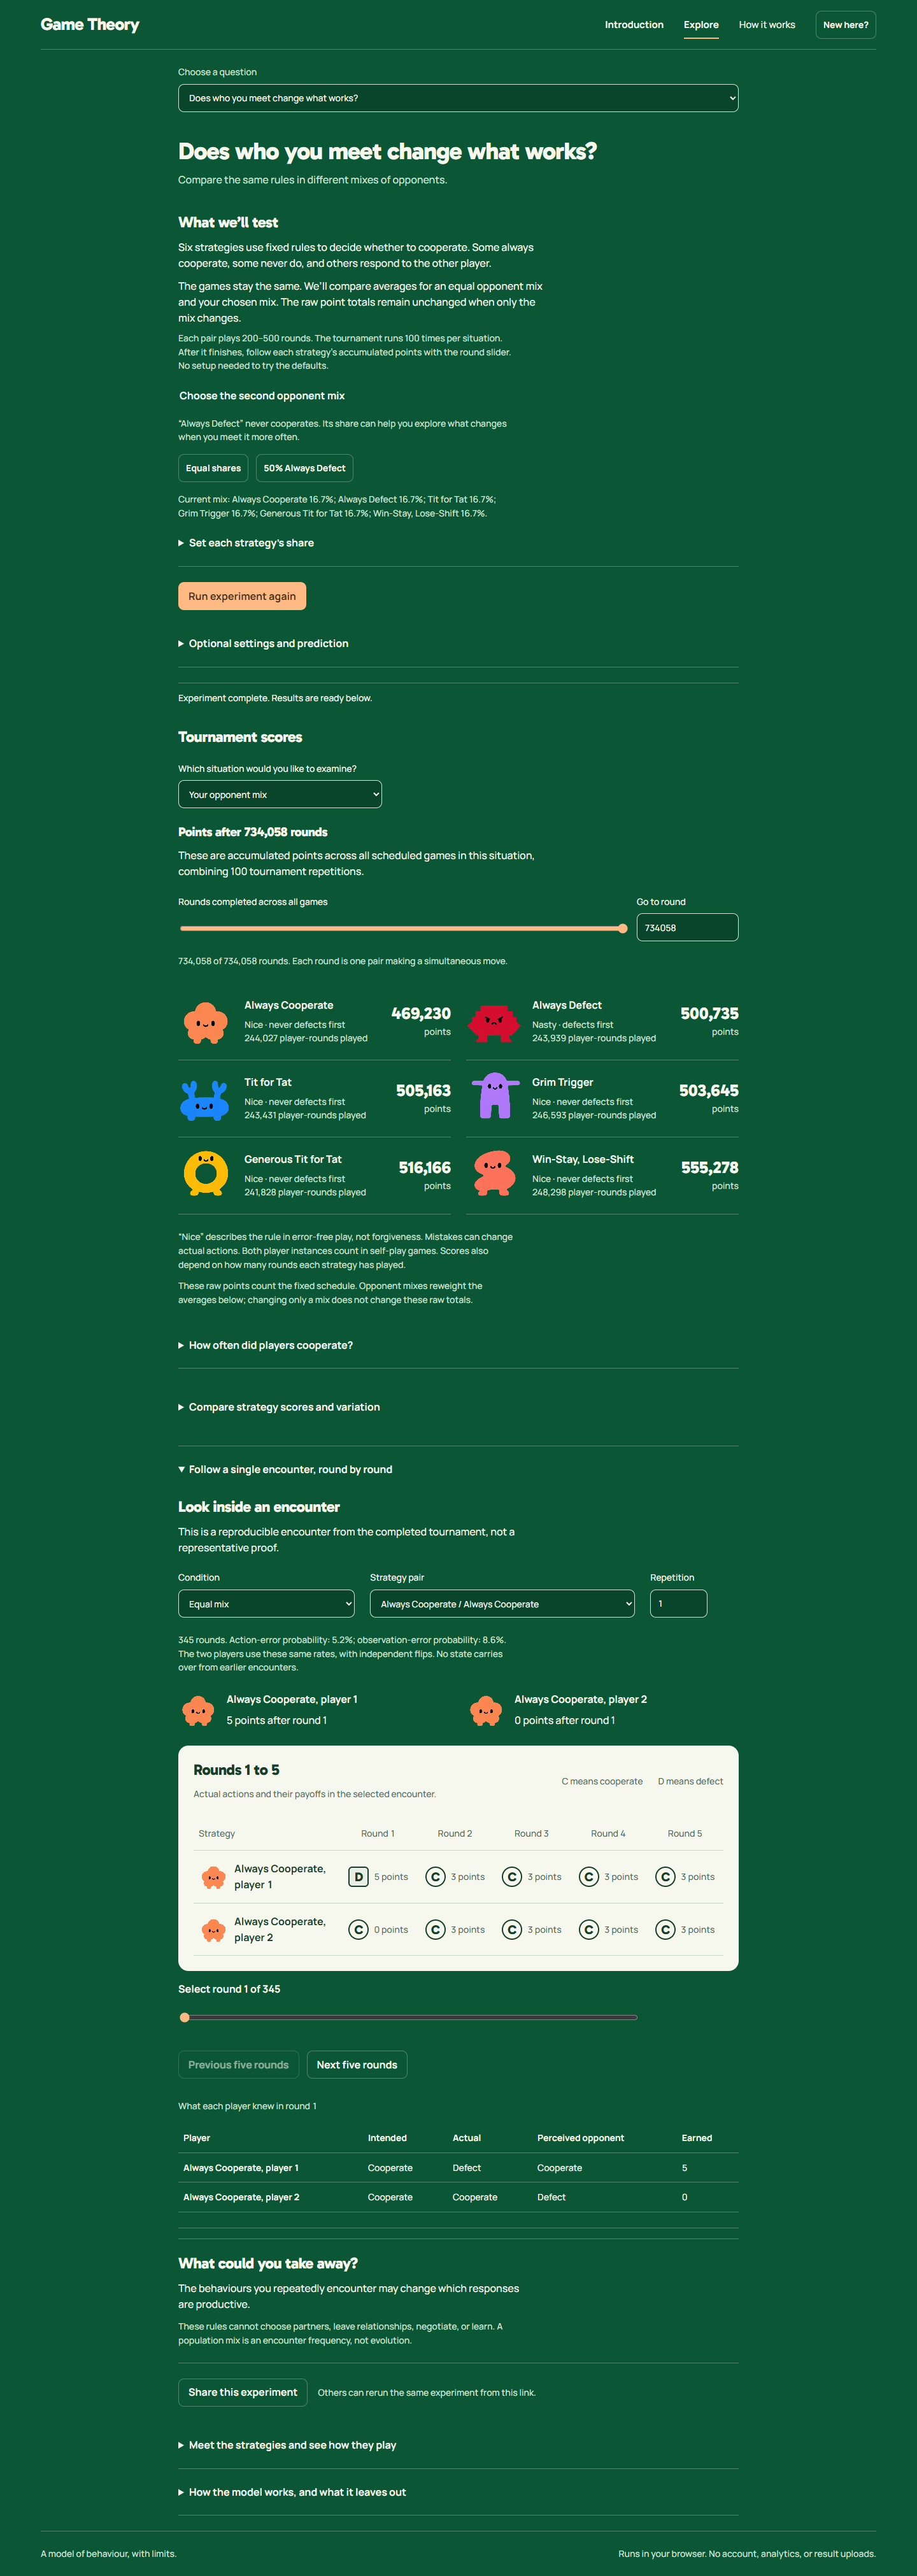 Game Theory
Introduction
Explore
How it works
New here?
Choose a question
Does who you meet change what works?
Does who you meet change what works?
Compare the same rules in different mixes of opponents.
What we'll test
Six strategies use fixed rules to decide whether to cooperate. Some always
cooperate, some never do, and others respond to the other player.
The games stay the same. We'll compare averages for an equal opponent mix
and your chosen mix. The raw point totals remain unchanged when only the
mix changes.
Each pair plays 200–500 rounds. The tournament runs 100 times per situation.
After it finishes, follow each strategy's accumulated points with the round slider.
No setup needed to try the defaults.
Choose the second opponent mix
"Always Defect" never cooperates. Its share can help you explore what changes
when you meet it more often.
Equal shares
50% Always Defect
Current mix: Always Cooperate 16.7%; Always Defect 16.7%; Tit for Tat 16.7%;
Grim Trigger 16.7%; Generous Tit for Tat 16.7%; Win-Stay, Lose-Shift 16.7%.
Set each strategy's share
Run experiment again
Optional settings and prediction
Experiment complete. Results are ready below.
Tournament scores
Which situation would you like to examine?
Your opponent mix
Points after 734,058 rounds
These are accumulated points across all scheduled games in this situation,
combining 100 tournament repetitions.
Rounds completed across all games
Go to round
734058
734,058 of 734,058 rounds. Each round is one pair making a simultaneous move.
Always Cooperate
Nice · never defects first
244,027 player-rounds played
469,230
points
Always Defect
Nasty · defects first
243,939 player-rounds played
500,735
points
Tit for Tat
Nice · never defects first
243,431 player-rounds played
505,163
points
Grim Trigger
Nice · never defects first
246,593 player-rounds played
503,645
points
Generous Tit for Tat
Nice · never defects first
241,828 player-rounds played
516,166
points
Win-Stay, Lose-Shift
Nice · never defects first
248,298 player-rounds played
555,278
points
"Nice" describes the rule in error-free play, not forgiveness. Mistakes can change
actual actions. Both player instances count in self-play games. Scores also
depend on how many rounds each strategy has played.
These raw points count the fixed schedule. Opponent mixes reweight the
averages below; changing only a mix does not change these raw totals.
How often did players cooperate?
Compare strategy scores and variation
Follow a single encounter, round by round
Look inside an encounter
This is a reproducible encounter from the completed tournament, not a
representative proof.
Condition
Strategy pair
Repetition
Equal mix
Always Cooperate / Always Cooperate
1
345 rounds. Action-error probability: 5.2%; observation-error probability: 8.6%.
The two players use these same rates, with independent flips. No state carries
over from earlier encounters.
Always Cooperate, player 1
5 points after round 1
Always Cooperate, player 2
0 points after round 1
Rounds 1 to 5
Actual actions and their payoffs in the selected encounter.
C means cooperate
D means defect
Strategy
Round 1
Round 2
Round 3
Round 4
Round 5
Always Cooperate,
player 1
D 5 points
C 3 points
C 3 points
C 3 points
C 3 points
Always Cooperate,
player 2
C 0 points
C 3 points
C 3 points
C 3 points
C 3 points
Select round 1 of 345
Previous five rounds
Next five rounds
What each player knew in round 1
Player Intended Actual Perceived opponent Earned
Always Cooperate, player 1 Cooperate Defect Cooperate 5
Always Cooperate, player 2 Cooperate Cooperate Defect 0
What could you take away?
The behaviours you repeatedly encounter may change which responses
are productive.
These rules cannot choose partners, leave relationships, negotiate, or learn. A
population mix is an encounter frequency, not evolution.
Share this experiment
Others can rerun the same experiment from this link.
Meet the strategies and see how they play
How the model works, and what it leaves out
A model of behaviour, with limits.
Runs in your browser. No account, analytics, or result uploads.